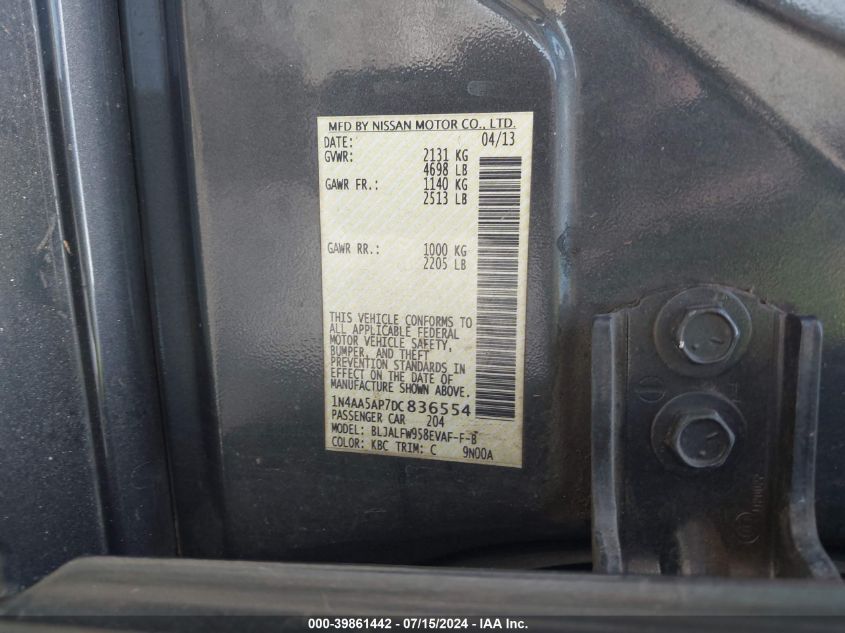 MFD BY NISSAN MOTOR CO., LTD.
DATE: 04/13
GVWR: 2131 KG
4698 LB
GAWR FR.: 1140 KG
2513 LB
GAWR RR.: 1000 KG
2205 LB
THIS VEHICLE CONFORMS TO
ALL APPLICABLE FEDERAL
MOTOR VEHICLE SAFETY,
BUMPER, AND THEFT
PREVENTION STANDARDS IN
EFFECT ON THE DATE OF
MANUFACTURE SHOWN ABOVE.
1N4AA5AP7DC836554
PASSENGER CAR 204
MODEL: BLJALFW958EVAF-F-B
COLOR: KBC TRIM: C 9N00A
000-39861442 - 07/15/2024 - IAA Inc.